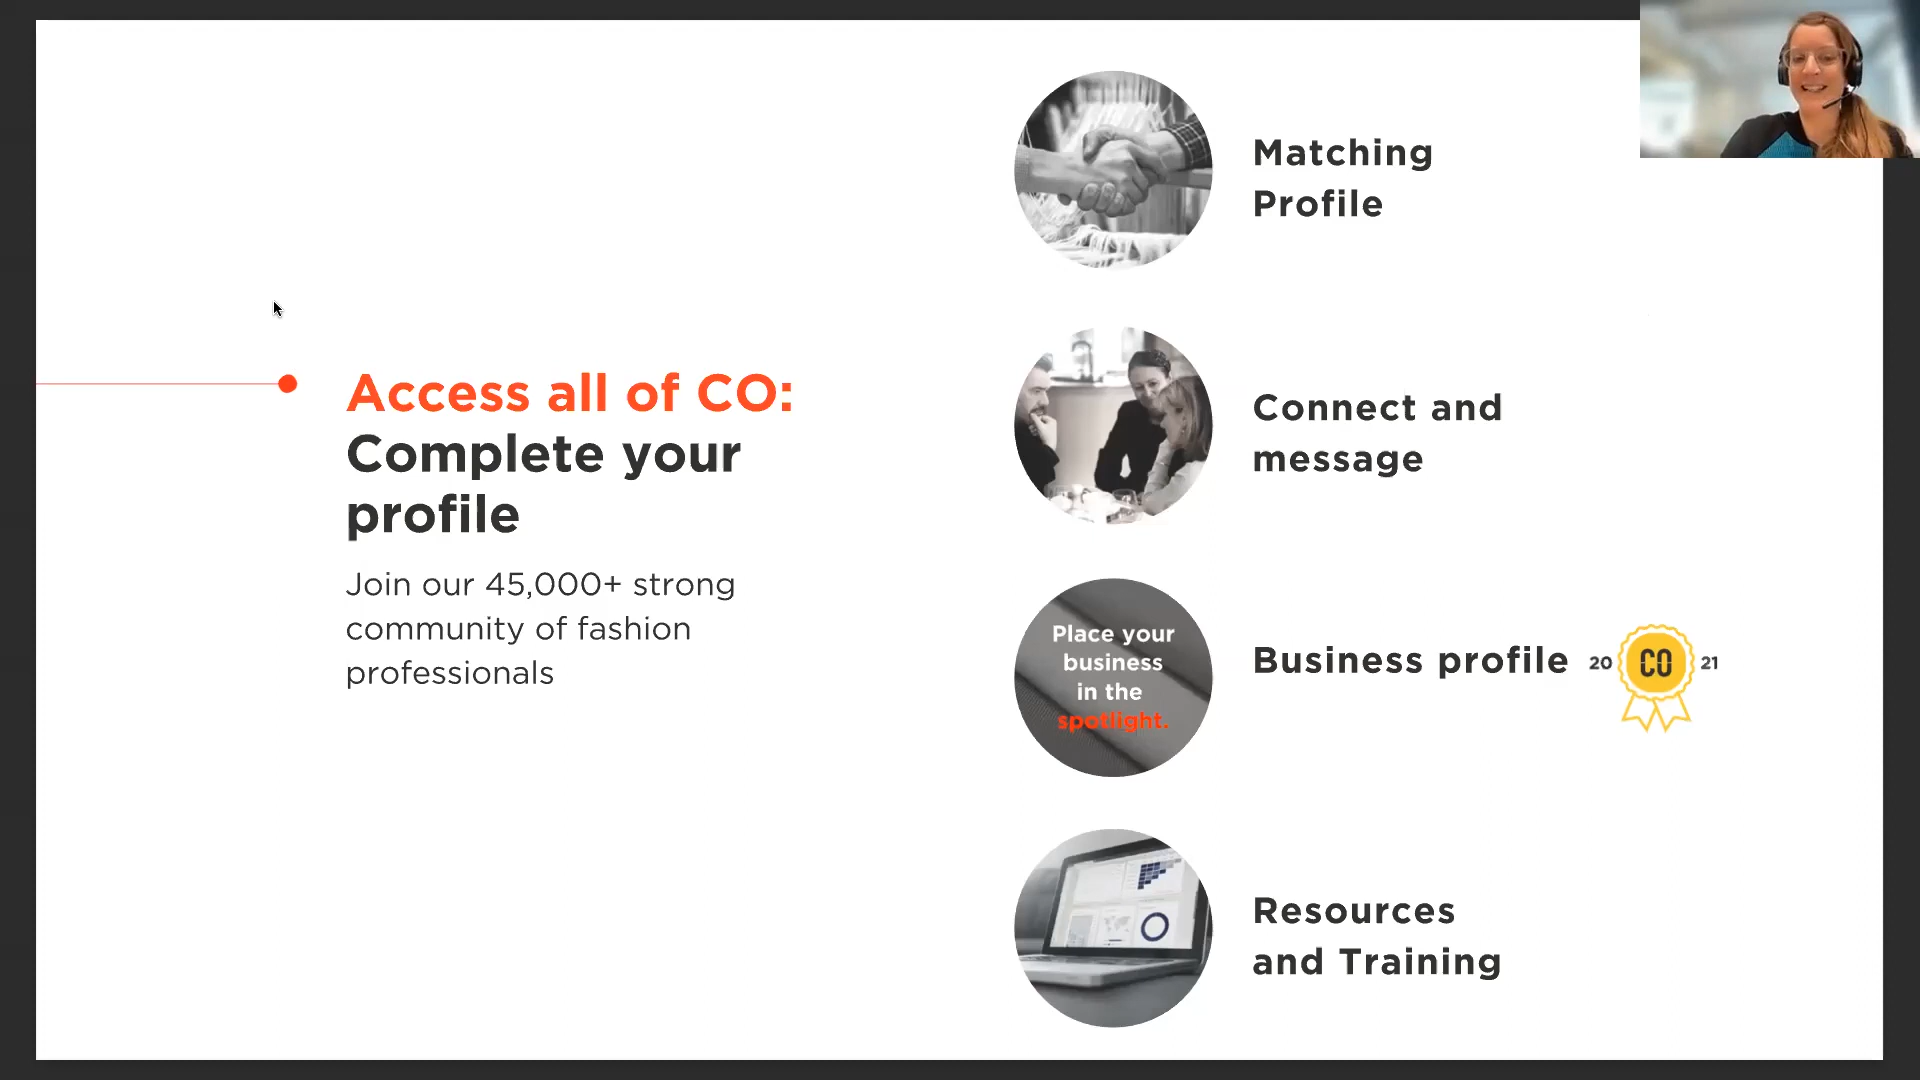 Access all of CO:
Complete your
profile
Join our 45,000+ strong
community of fashion
professionals
Matching
Profile
Connect and
message
Place your
business
in the
spotlight.
Business profile
20 CO 21
Resources
and Training